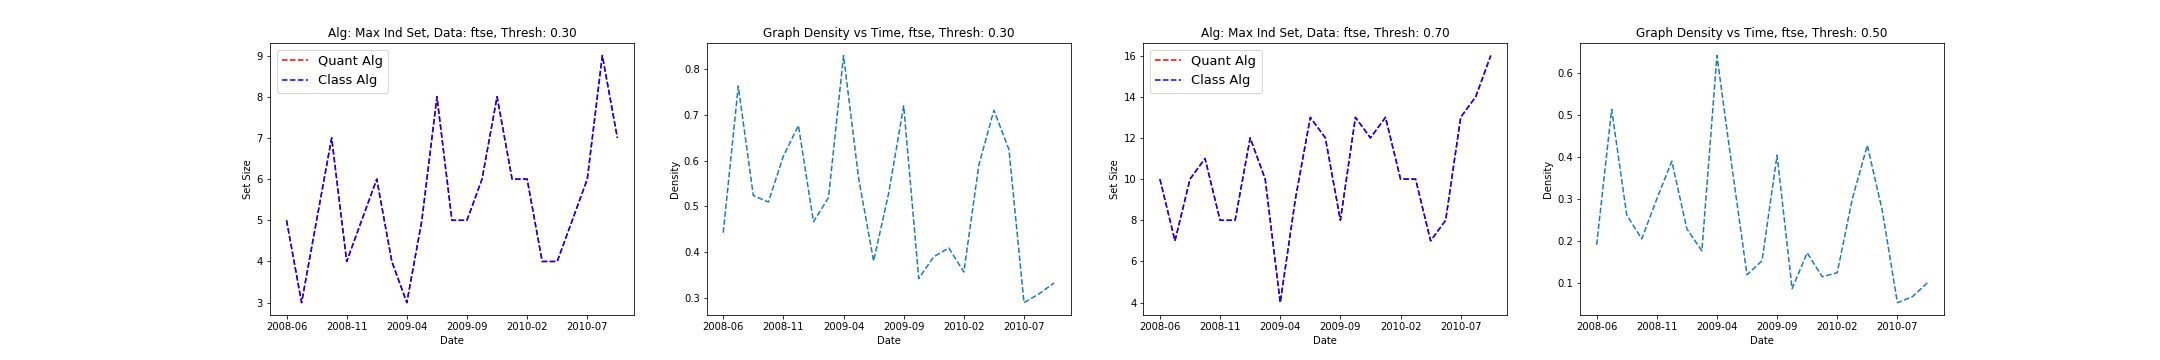 Alg: Max Ind Set, Data: ftse, Thresh: 0.30
Quant Alg
Class Alg
Set Size
9
8
7
6
5
4
3
2008-06 2008-11 2009-04 2009-09 2010-02 2010-07
Date
Graph Density vs Time, ftse, Thresh: 0.30
Density
0.8
0.7
0.6
0.5
0.4
0.3
2008-06 2008-11 2009-04 2009-09 2010-02 2010-07
Date
Alg: Max Ind Set, Data: ftse, Thresh: 0.70
Quant Alg
Class Alg
Set Size
16
14
12
10
8
6
4
2008-06 2008-11 2009-04 2009-09 2010-02 2010-07
Date
Graph Density vs Time, ftse, Thresh: 0.50
Density
0.6
0.5
0.4
0.3
0.2
0.1
2008-06 2008-11 2009-04 2009-09 2010-02 2010-07
Date